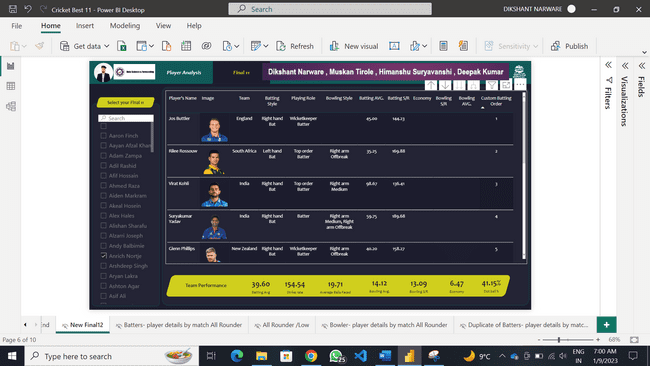 Cricket Best 11 - Power BI Desktop
Search
DIKSHANT NARWARE
File Home Insert Modeling View Help
Get data Refresh New visual Sensitivity Publish
Player Analysis Final 11 Dikshant Narware , Muskan Tirole , Himanshu Suryavanshi , Deepak Kumar
Select your Final 11
Search
Aaron Finch
Aayan Afzal Khan
Adam Zampa
Adil Rashid
Afif Hossain
Ahmed Raza
Aiden Markram
Akeal Hosein
Alex Hales
Alishan Sharafu
Alzarri Joseph
Andy Balbirnie
Anrich Nortje
Arshdeep Singh
Aryan Lakra
Ashton Agar
Asif Ali
Player's Name Image Team Batting Style Playing Role Bowling Style Batting AVG. Batting S/R Economy Bowling S/R Bowling AVG. Custom Batting Order
Jos Buttler England Right hand Bat Wicketkeeper Batter 45.00 144.23 1
Rilee Rossouw South Africa Left hand Bat Top order Batter Right arm Offbreak 35.25 169.88 2
Virat Kohli India Right hand Bat Top order Batter Right arm Medium 98.67 136.41 3
Suryakumar Yadav India Right hand Bat Batter Right arm Medium, Right arm Offbreak 59.75 189.68 4
Glenn Phillips New Zealand Right hand Bat Wicketkeeper Batter Right arm Offbreak 40.20 158.27 5
Team Performance
39.60 154.54 19.71 14.12 13.09 6.47 41.15%
Batting Avg Strike rate Average Balls Faced Bowling Avg. Bowling S/R Economy Dot ball %
Filters
Visualizations
Fields
nd New Final12 Batters- player details by match All Rounder All Rounder /Low Bowler- player details by match All Rounder Duplicate of Batters- player details by matc...
Page 6 of 10
68%
Type here to search
25
9°C
ENG
IN
7:00 AM
1/9/2023